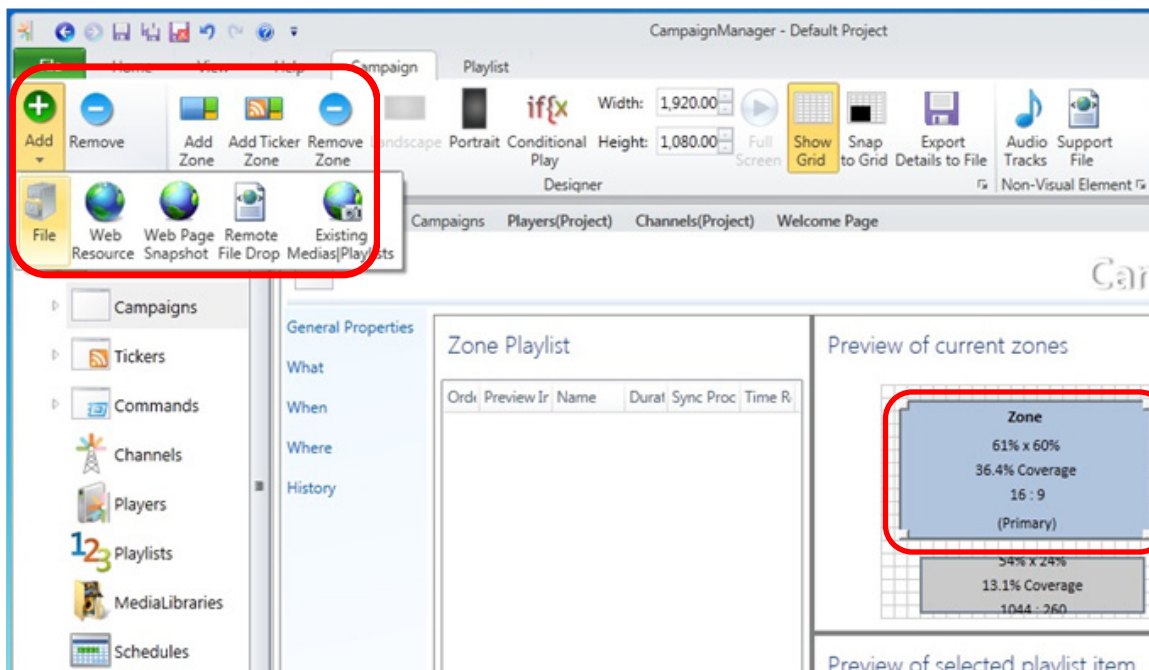 CampaignManager - Default Project
File Home View Help Campaign Playlist
Add Remove Add Zone Add Ticker Zone Remove Zone Landscape Portrait Conditional Play
if{x
Width: 1,920.00
Height: 1,080.00
Full Screen Show Grid Snap to Grid Export Details to File Audio Tracks Support File
Designer Non-Visual Element
File Web Resource Web Page Snapshot Remote File Drop Existing Medias|Playlists
Campaigns Players(Project) Channels(Project) Welcome Page
Campaigns
Tickers
Commands
Channels
Players
123 Playlists
MediaLibraries
Schedules
General Properties
What
When
Where
History
Zone Playlist
Orde Preview Ir Name Durat Sync Proc Time R
Preview of current zones
Zone
61% x 60%
36.4% Coverage
16 : 9
(Primary)
54% x 24%
13.1% Coverage
1044 : 260
Preview of selected playlist item